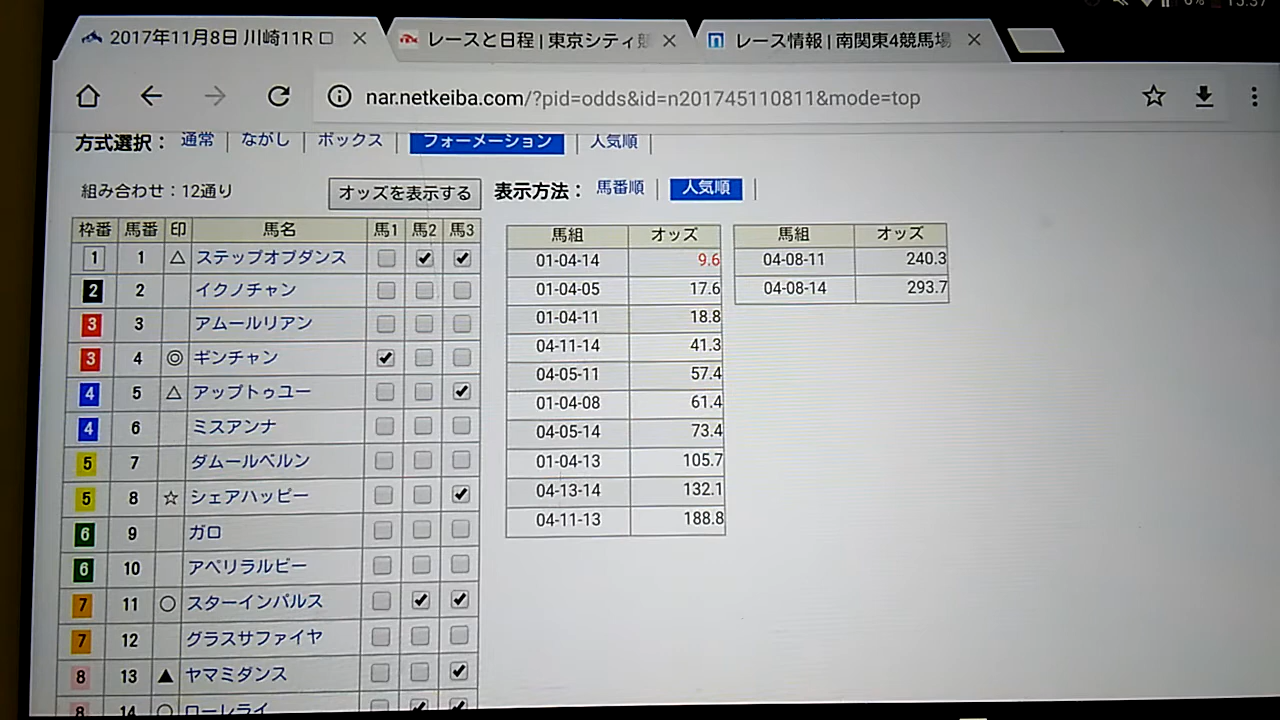 6% 15:37
2017年11月8日 川崎11R ロ
レースと日程 | 東京シティ競
レース情報 | 南関東4競馬場
nar.netkeiba.com/?pid=odds&id=n201745110811&mode=top
方式選択： 通常 | ながし | ボックス | フォーメーション | 人気順 |
組み合わせ：12通り オッズを表示する 表示方法： 馬番順 | 人気順 |
枠番 馬番 印 馬名 馬1 馬2 馬3
1 1 △ ステップオブダンス
2 2 イクノチャン
3 3 アムールリアン
3 4 ◎ ギンチャン
4 5 △ アップトゥユー
4 6 ミスアンナ
5 7 ダムールベルン
5 8 ☆ シェアハッピー
6 9 ガロ
6 10 アペリラルビー
7 11 ○ スターインパルス
7 12 グラスサファイヤ
8 13 ▲ ヤマミダンス
8 14 ○ ローレライ
馬組 オッズ
01-04-14 9.6
01-04-05 17.6
01-04-11 18.8
04-11-14 41.3
04-05-11 57.4
01-04-08 61.4
04-05-14 73.4
01-04-13 105.7
04-13-14 132.1
04-11-13 188.8
馬組 オッズ
04-08-11 240.3
04-08-14 293.7